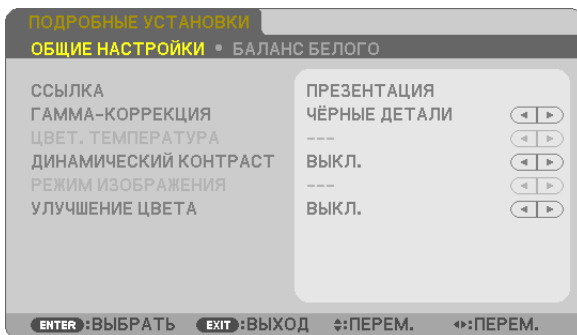 ПОДРОБНЫЕ УСТАНОВКИ
ОБЩИЕ НАСТРОЙКИ • БАЛАНС БЕЛОГО
ССЫЛКА ПРЕЗЕНТАЦИЯ
ГАММА-КОРРЕКЦИЯ ЧЁРНЫЕ ДЕТАЛИ
ЦВЕТ. ТЕМПЕРАТУРА ---
ДИНАМИЧЕСКИЙ КОНТРАСТ ВЫКЛ.
РЕЖИМ ИЗОБРАЖЕНИЯ ---
УЛУЧШЕНИЕ ЦВЕТА ВЫКЛ.
ENTER :ВЫБРАТЬ EXIT :ВЫХОД :ПЕРЕМ. :ПЕРЕМ.